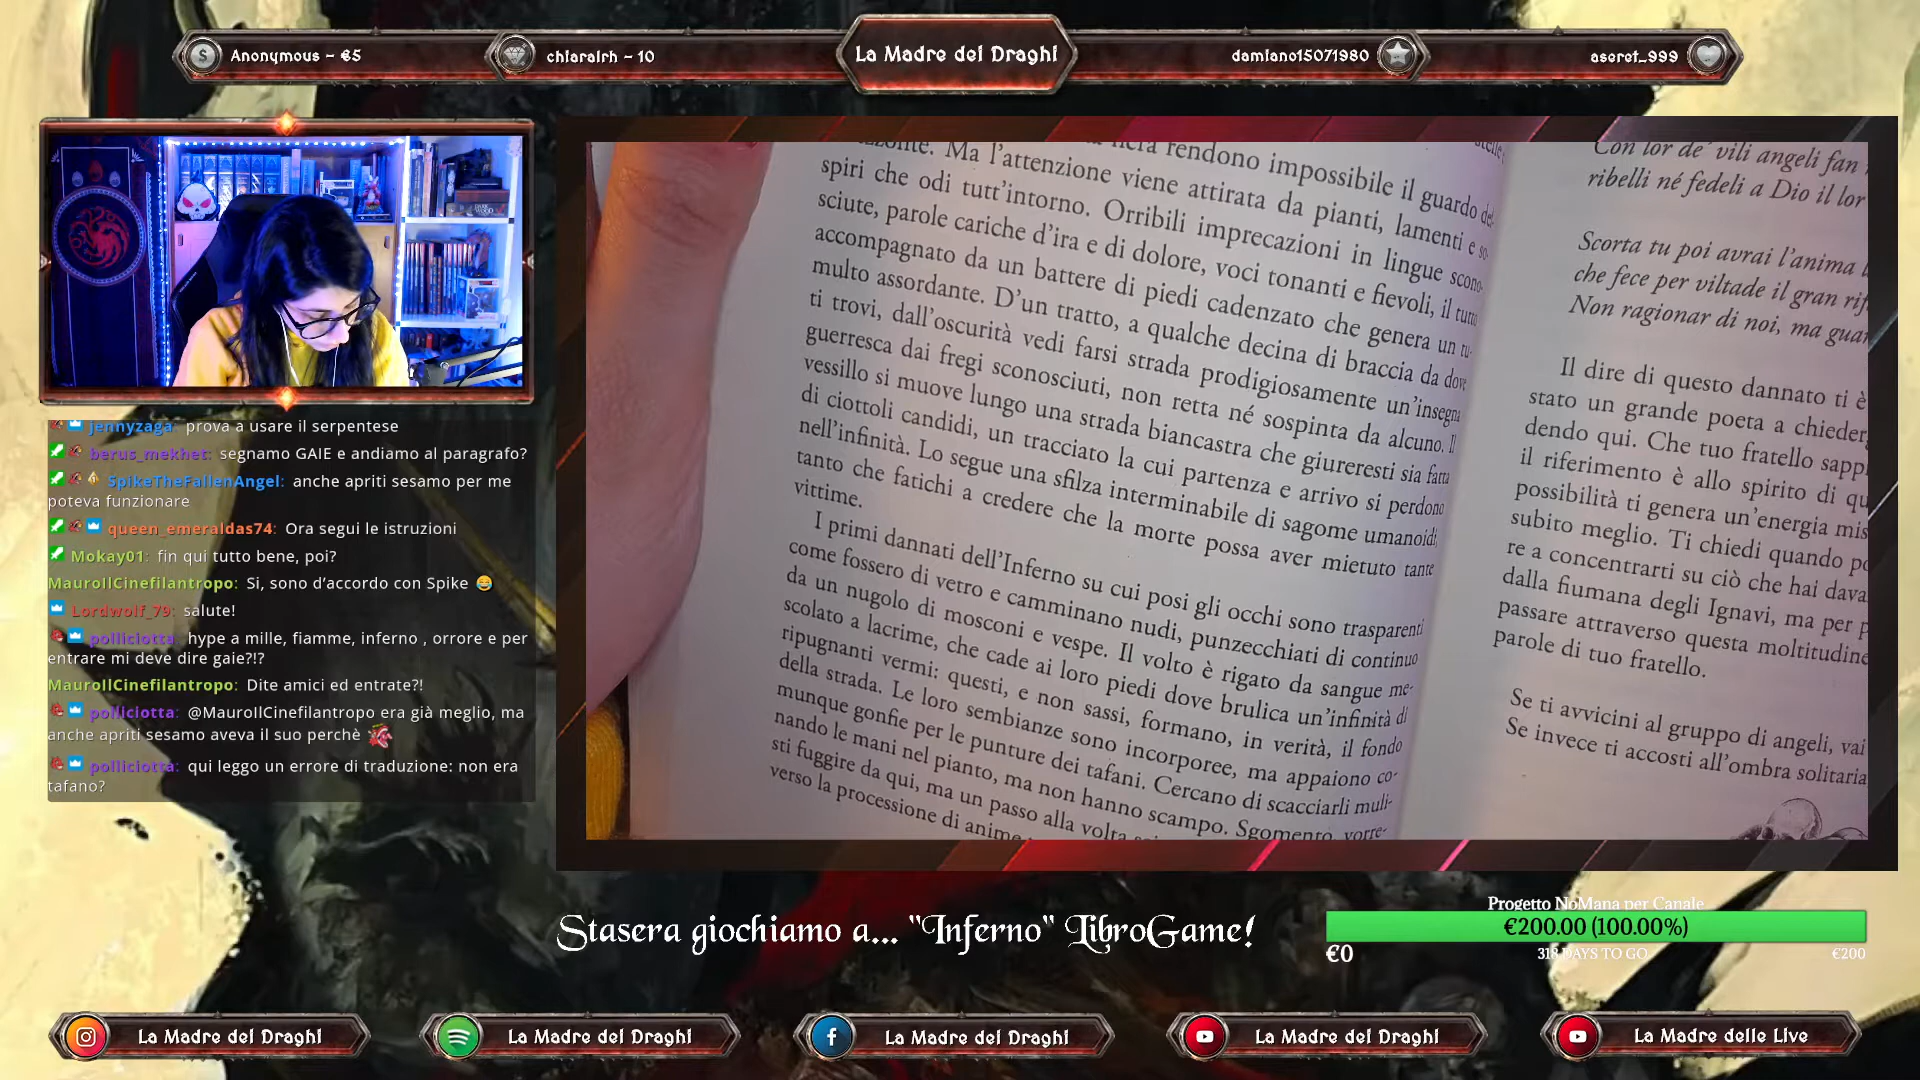 Anonymous - €5
chiaralrh - 10
La Madre dei Draghi
damiano15071980
aseret_999
jennyzaga: prova a usare il serpentese
berus_mekhet: segnamo GAIE e andiamo al paragrafo?
SpikeTheFallenAngel: anche apriti sesamo per me
poteva funzionare
queen_emeraldas74: Ora segui le istruzioni
Mokay01: fin qui tutto bene, poi?
MauroIlCinefilantropo: Si, sono d'accordo con Spike 😂
Lordwolf_79: salute!
polliciotta: hype a mille, fiamme, inferno , orrore e per
entrare mi deve dire gaie?!?
MauroIlCinefilantropo: Dite amici ed entrate?!
polliciotta: @MauroIlCinefilantropo era già meglio, ma
anche apriti sesamo aveva il suo perchè
polliciotta: qui leggo un errore di traduzione: non era
tafano?
rendono impossibile il guardo
Ma l'attenzione viene attirata da pianti, lamenti e so-
spiri che odi tutt'intorno. Orribili imprecazioni in lingue scono-
sciute, parole cariche d'ira e di dolore, voci tonanti e fievoli, il tutto
accompagnato da un battere di piedi cadenzato che genera un tu-
multo assordante. D'un tratto, a qualche decina di braccia da dove
ti trovi, dall'oscurità vedi farsi strada prodigiosamente un'insegna
guerresca dai fregi sconosciuti, non retta né sospinta da alcuno. Il
vessillo si muove lungo una strada biancastra che giureresti sia fatta
di ciottoli candidi, un tracciato la cui partenza e arrivo si perdono
nell'infinità. Lo segue una sfilza interminabile di sagome umanoidi,
tanto che fatichi a credere che la morte possa aver mietuto tante
vittime.
I primi dannati dell'Inferno su cui posi gli occhi sono trasparenti
come fossero di vetro e camminano nudi, punzecchiati di continuo
da un nugolo di mosconi e vespe. Il volto è rigato da sangue me-
scolato a lacrime, che cade ai loro piedi dove brulica un'infinità di
ripugnanti vermi: questi, e non sassi, formano, in verità, il fondo
della strada. Le loro sembianze sono incorporee, ma appaiono co-
munque gonfie per le punture dei tafani. Cercano di scacciarli muli-
nando le mani nel pianto, ma non hanno scampo. Sgomento, vorre-
sti fuggire da qui, ma un passo alla volta
verso la processione di anime
Con lor de' vili angeli fan
ribelli né fedeli a Dio il lor
Scorta tu poi avrai l'anima
che fece per viltade il gran rif
Non ragionar di noi, ma guar
Il dire di questo dannato ti è
stato un grande poeta a chieder
dendo qui. Che tuo fratello sapp
il riferimento è allo spirito di qu
possibilità ti genera un'energia mis
subito meglio. Ti chiedi quando po
re a concentrarti su ciò che hai dava
dalla fiumana degli Ignavi, ma per p
passare attraverso questa moltitudine
parole di tuo fratello.
Se ti avvicini al gruppo di angeli, vai
Se invece ti accosti all'ombra solitaria
Stasera giochiamo a... "Inferno" LibroGame!
Progetto NoMana per Canale
€200.00 (100.00%)
€0
318 DAYS TO GO
€200
La Madre dei Draghi
La Madre dei Draghi
La Madre dei Draghi
La Madre dei Draghi
La Madre delle Live